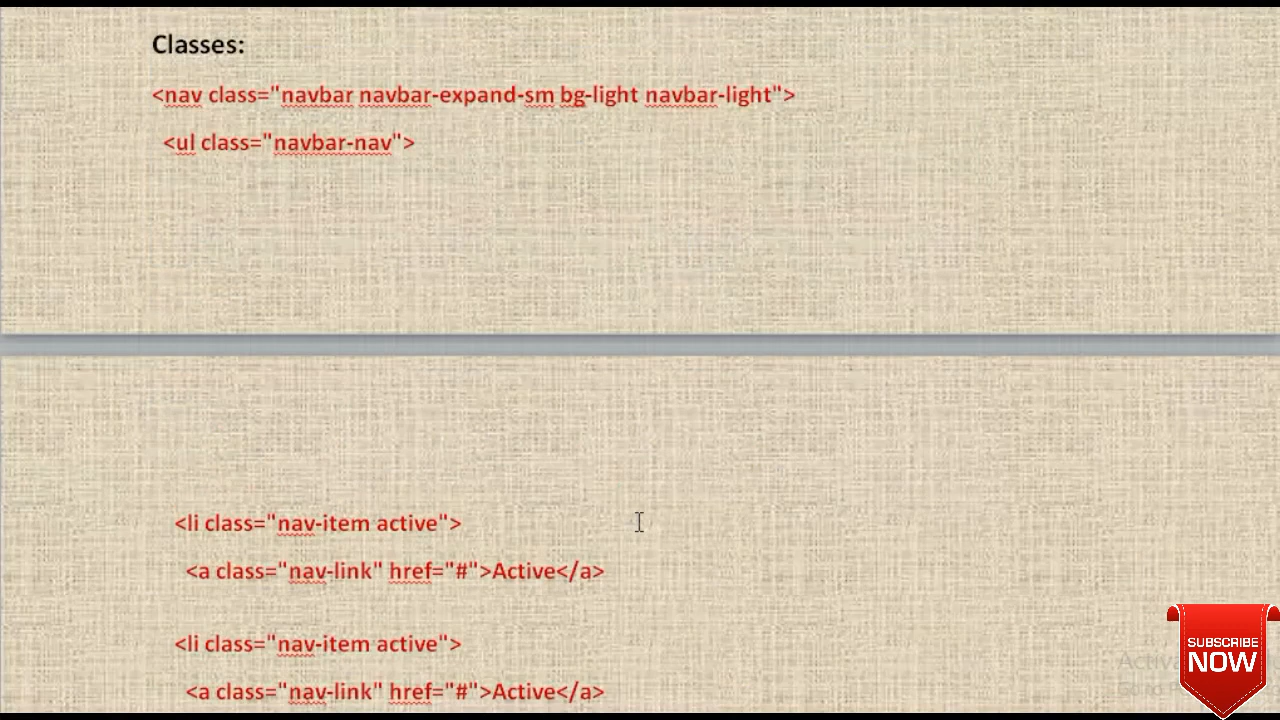 Classes:
<nav class="navbar navbar-expand-sm bg-light navbar-light">
<ul class="navbar-nav">
<li class="nav-item active">
<a class="nav-link" href="#">Active</a>
<li class="nav-item active">
<a class="nav-link" href="#">Active</a>
SUBSCRIBE
NOW